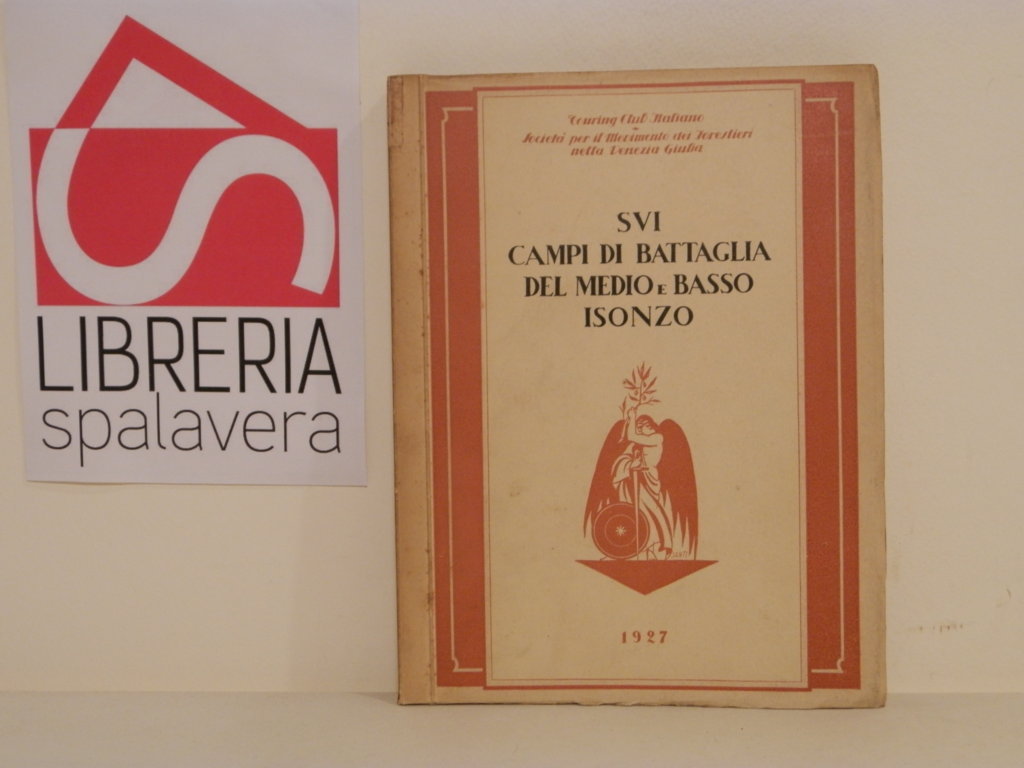 LIBRERIA
spalavera
Touring Club Italiano
Società per il Movimento dei Forestieri
nella Venezia Giulia
SVI
CAMPI DI BATTAGLIA
DEL MEDIO E BASSO
ISONZO
1927